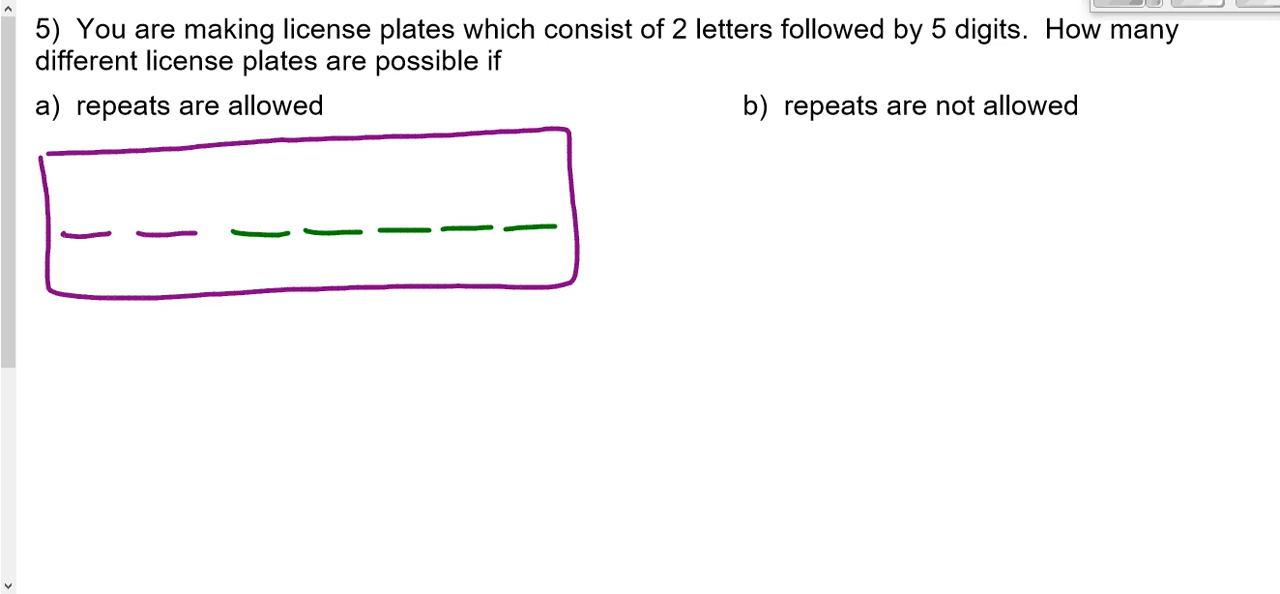 5)  You are making license plates which consist of 2 letters followed by 5 digits.  How many
different license plates are possible if
a)  repeats are allowed
b)  repeats are not allowed